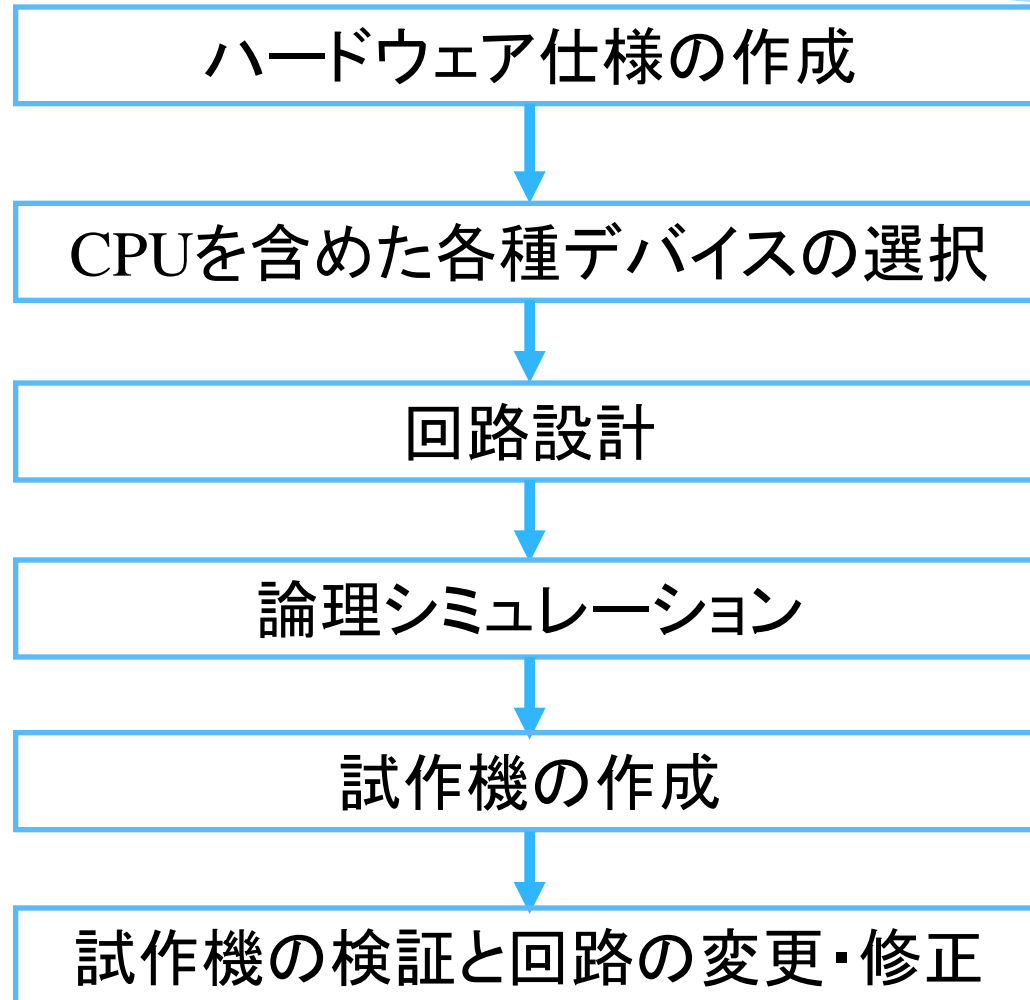 ハードウェア仕様の作成
CPUを含めた各種デバイスの選択
回路設計
論理シミュレーション
試作機の作成
試作機の検証と回路の変更・修正